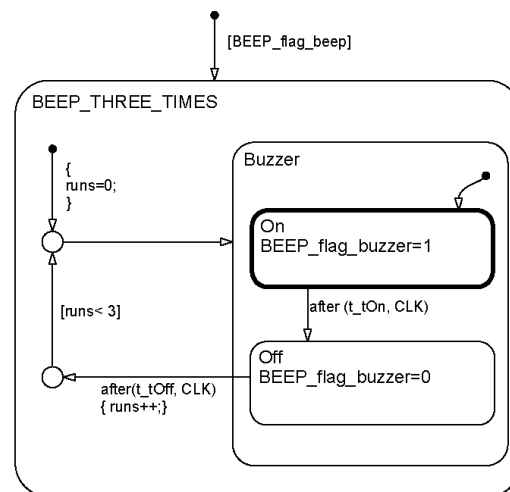 [BEEP_flag_beep]
BEEP_THREE_TIMES
{
runs=0;
}
Buzzer
On
BEEP_flag_buzzer=1
after (t_tOn, CLK)
[runs< 3]
Off
BEEP_flag_buzzer=0
after(t_tOff, CLK)
{ runs++;}